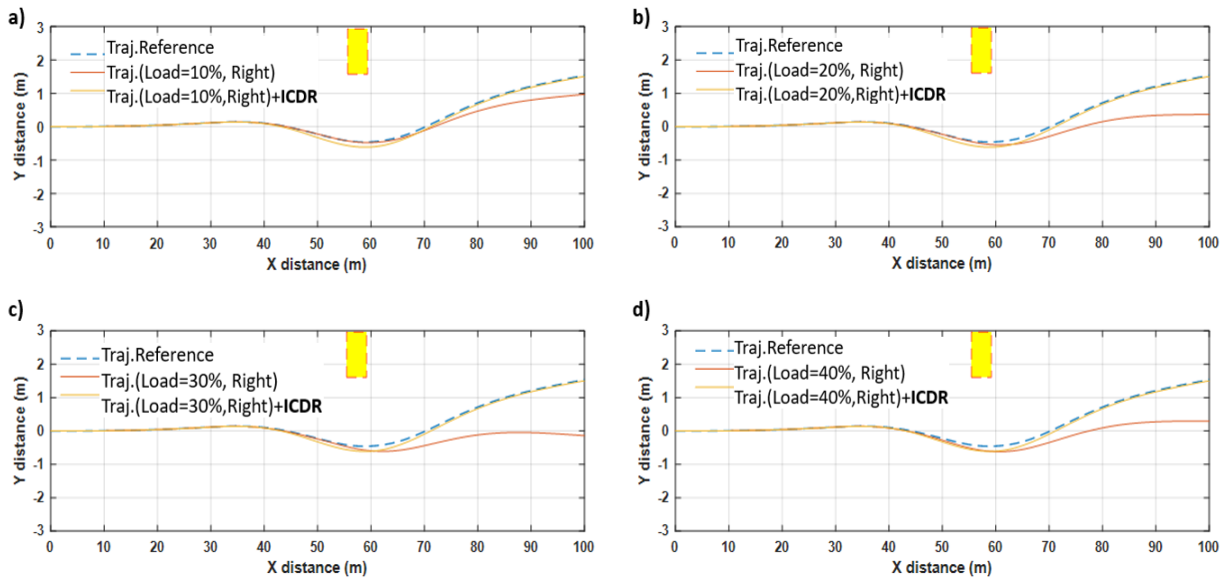 a)
3
2
1
0
-1
-2
-3
Y distance (m)
Traj.Reference
Traj.(Load=10%, Right)
Traj.(Load=10%,Right)+ICDR
0 10 20 30 40 50 60 70 80 90 100
X distance (m)
b)
3
2
1
0
-1
-2
-3
Y distance (m)
Traj.Reference
Traj.(Load=20%, Right)
Traj.(Load=20%,Right)+ICDR
0 10 20 30 40 50 60 70 80 90 100
X distance (m)
c)
3
2
1
0
-1
-2
-3
Y distance (m)
Traj.Reference
Traj.(Load=30%, Right)
Traj.(Load=30%,Right)+ICDR
0 10 20 30 40 50 60 70 80 90 100
X distance (m)
d)
3
2
1
0
-1
-2
-3
Y distance (m)
Traj.Reference
Traj.(Load=40%, Right)
Traj.(Load=40%,Right)+ICDR
0 10 20 30 40 50 60 70 80 90 100
X distance (m)